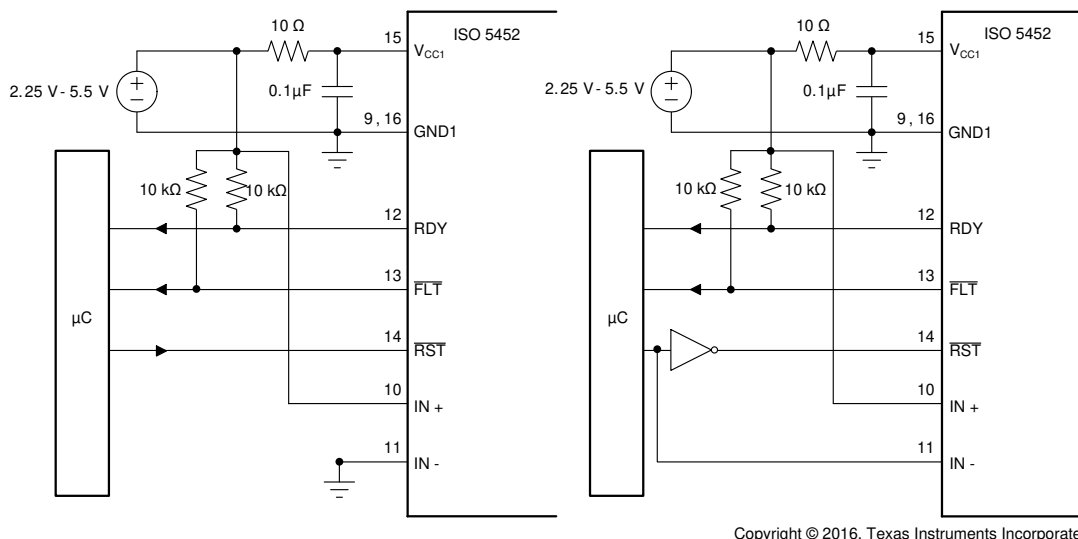 10 Ω
15
ISO 5452
VCC1
2.25 V - 5.5 V
0.1µF
9 , 16
GND1
10 kΩ
10 kΩ
12
RDY
13
FLT
µC
14
RST
10
IN +
11
IN -
10 Ω
15
ISO 5452
VCC1
2.25 V - 5.5 V
0.1µF
9 , 16
GND1
10 kΩ
10 kΩ
12
RDY
13
FLT
µC
14
RST
10
IN +
11
IN -
Copyright © 2016, Texas Instruments Incorporate